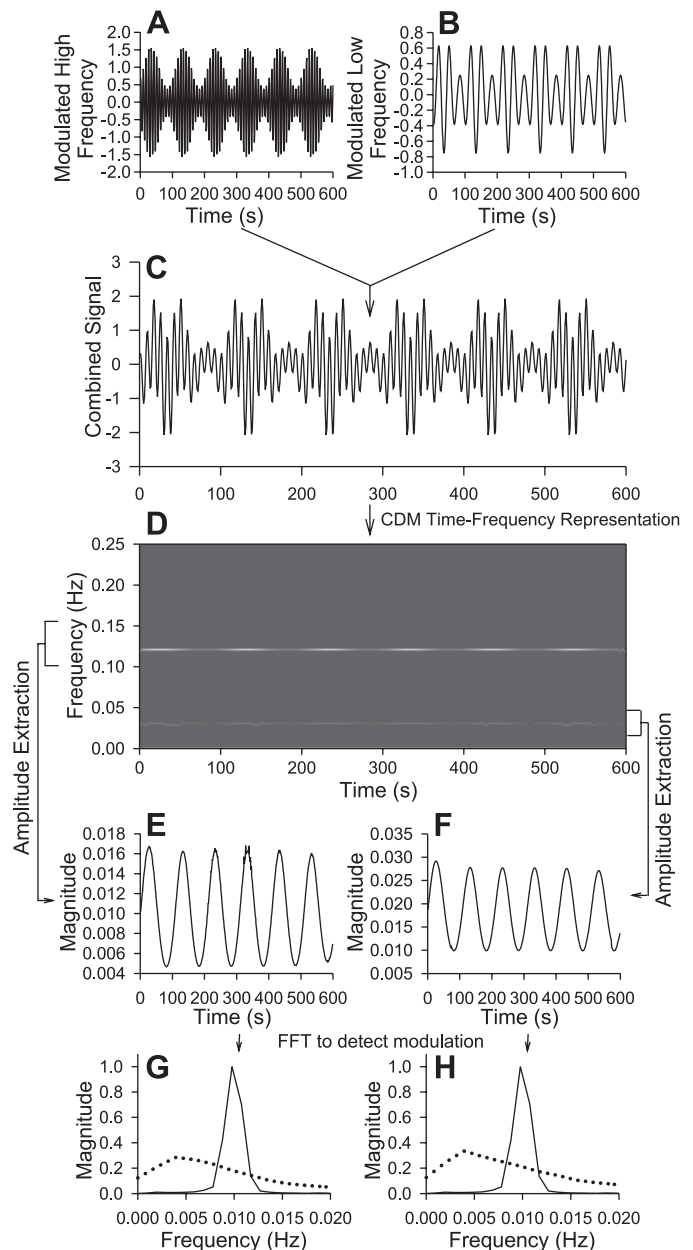 A
Modulated High
Frequency
2.0
1.5
1.0
0.5
0.0
-0.5
-1.0
-1.5
-2.0
0 100 200 300 400 500 600
Time (s)
B
Modulated Low
Frequency
0.8
0.6
0.4
0.2
0.0
-0.2
-0.4
-0.6
-0.8
-1.0
0 100 200 300 400 500 600
Time (s)
C
Combined Signal
3
2
1
0
-1
-2
-3
0 100 200 300 400 500 600
CDM Time-Frequency Representation
D
Frequency (Hz)
0.25
0.20
0.15
0.10
0.05
0.00
0 100 200 300 400 500 600
Time (s)
Amplitude Extraction
Amplitude Extraction
E
Magnitude
0.018
0.016
0.014
0.012
0.010
0.008
0.006
0.004
0 100 200 300 400 500 600
Time (s)
F
Magnitude
0.035
0.030
0.025
0.020
0.015
0.010
0.005
0 100 200 300 400 500 600
Time (s)
FFT to detect modulation
G
Magnitude
1.0
0.8
0.6
0.4
0.2
0.0
0.000 0.005 0.010 0.015 0.020
Frequency (Hz)
H
Magnitude
1.0
0.8
0.6
0.4
0.2
0.0
0.000 0.005 0.010 0.015 0.020
Frequency (Hz)